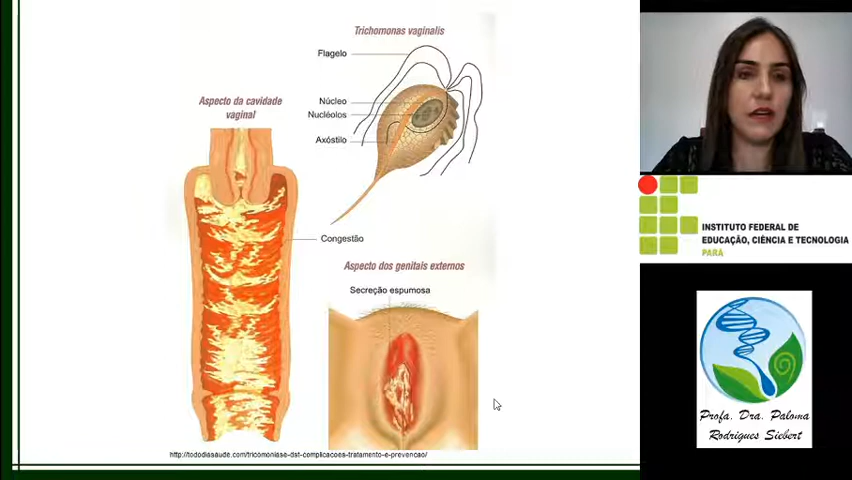 Trichomonas vaginalis
Flagelo
Núcleo
Nucléolos
Axóstilo
Aspecto da cavidade
vaginal
Congestão
Aspecto dos genitais externos
Secreção espumosa
http://tododiasaude.com/tricomoniase-dst-complicacoes-tratamento-e-prevencao/
INSTITUTO FEDERAL DE
EDUCAÇÃO, CIÊNCIA E TECNOLOGIA
PARÁ
Profa. Dra. Paloma
Rodrigues Siebert